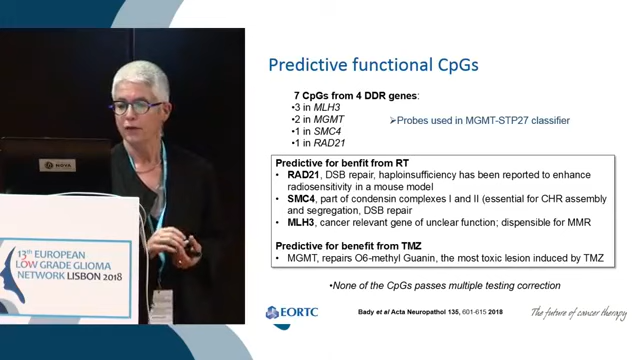 Predictive functional CpGs
7 CpGs from 4 DDR genes:
•3 in MLH3
•2 in MGMT
•1 in SMC4
•1 in RAD21
➢Probes used in MGMT-STP27 classifier
Predictive for benfit from RT
• RAD21, DSB repair, haploinsufficiency has been reported to enhance
radiosensitivity in a mouse model
• SMC4, part of condensin complexes I and II (essential for CHR assembly
and segregation, DSB repair
• MLH3, cancer relevant gene of unclear function; dispensible for MMR
Predictive for benefit from TMZ
• MGMT, repairs O6-methyl Guanin, the most toxic lesion induced by TMZ
•None of the CpGs passes multiple testing correction
EORTC
Bady et al Acta Neuropathol 135, 601-615 2018
The future of cancer therapy
13th EUROPEAN
LOW GRADE GLIOMA
NETWORK LISBON 2018